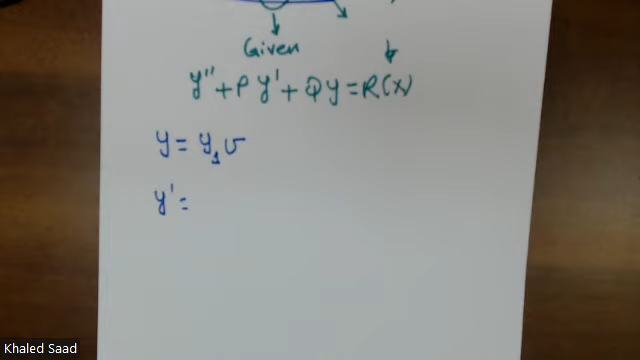 Given
y'' + P y' + Q y = R(x)
y = y₁ v
y' =
Khaled Saad